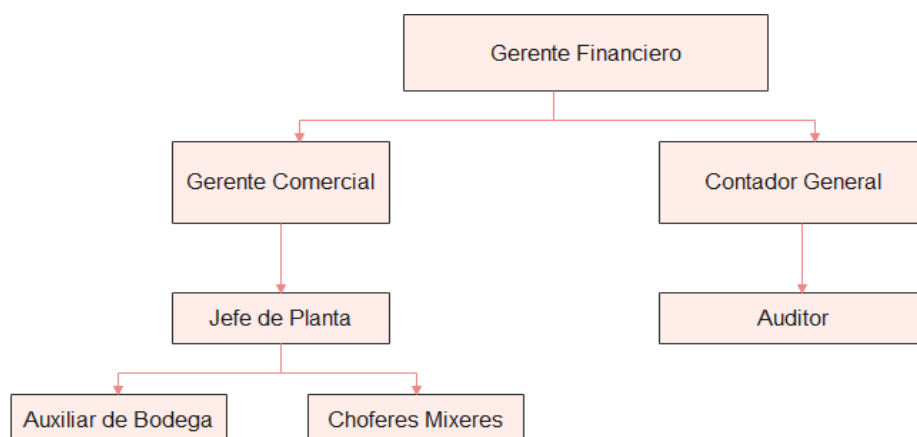 Gerente Financiero
Gerente Comercial
Contador General
Jefe de Planta
Auditor
Auxiliar de Bodega
Choferes Mixeres